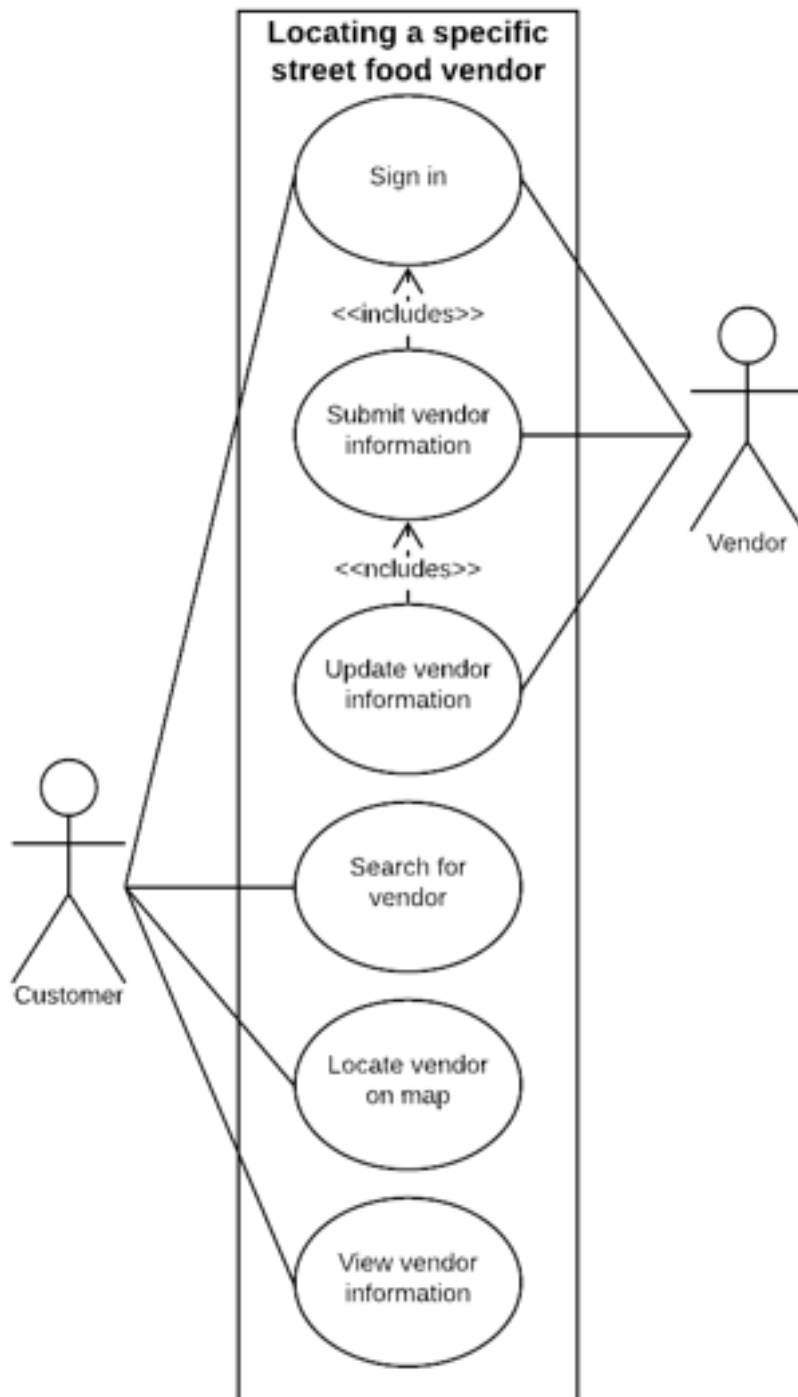 Locating a specific
street food vendor
Sign in
<<includes>>
Submit vendor
information
Vendor
<<ncludes>>
Update vendor
information
Search for
vendor
Customer
Locate vendor
on map
View vendor
information